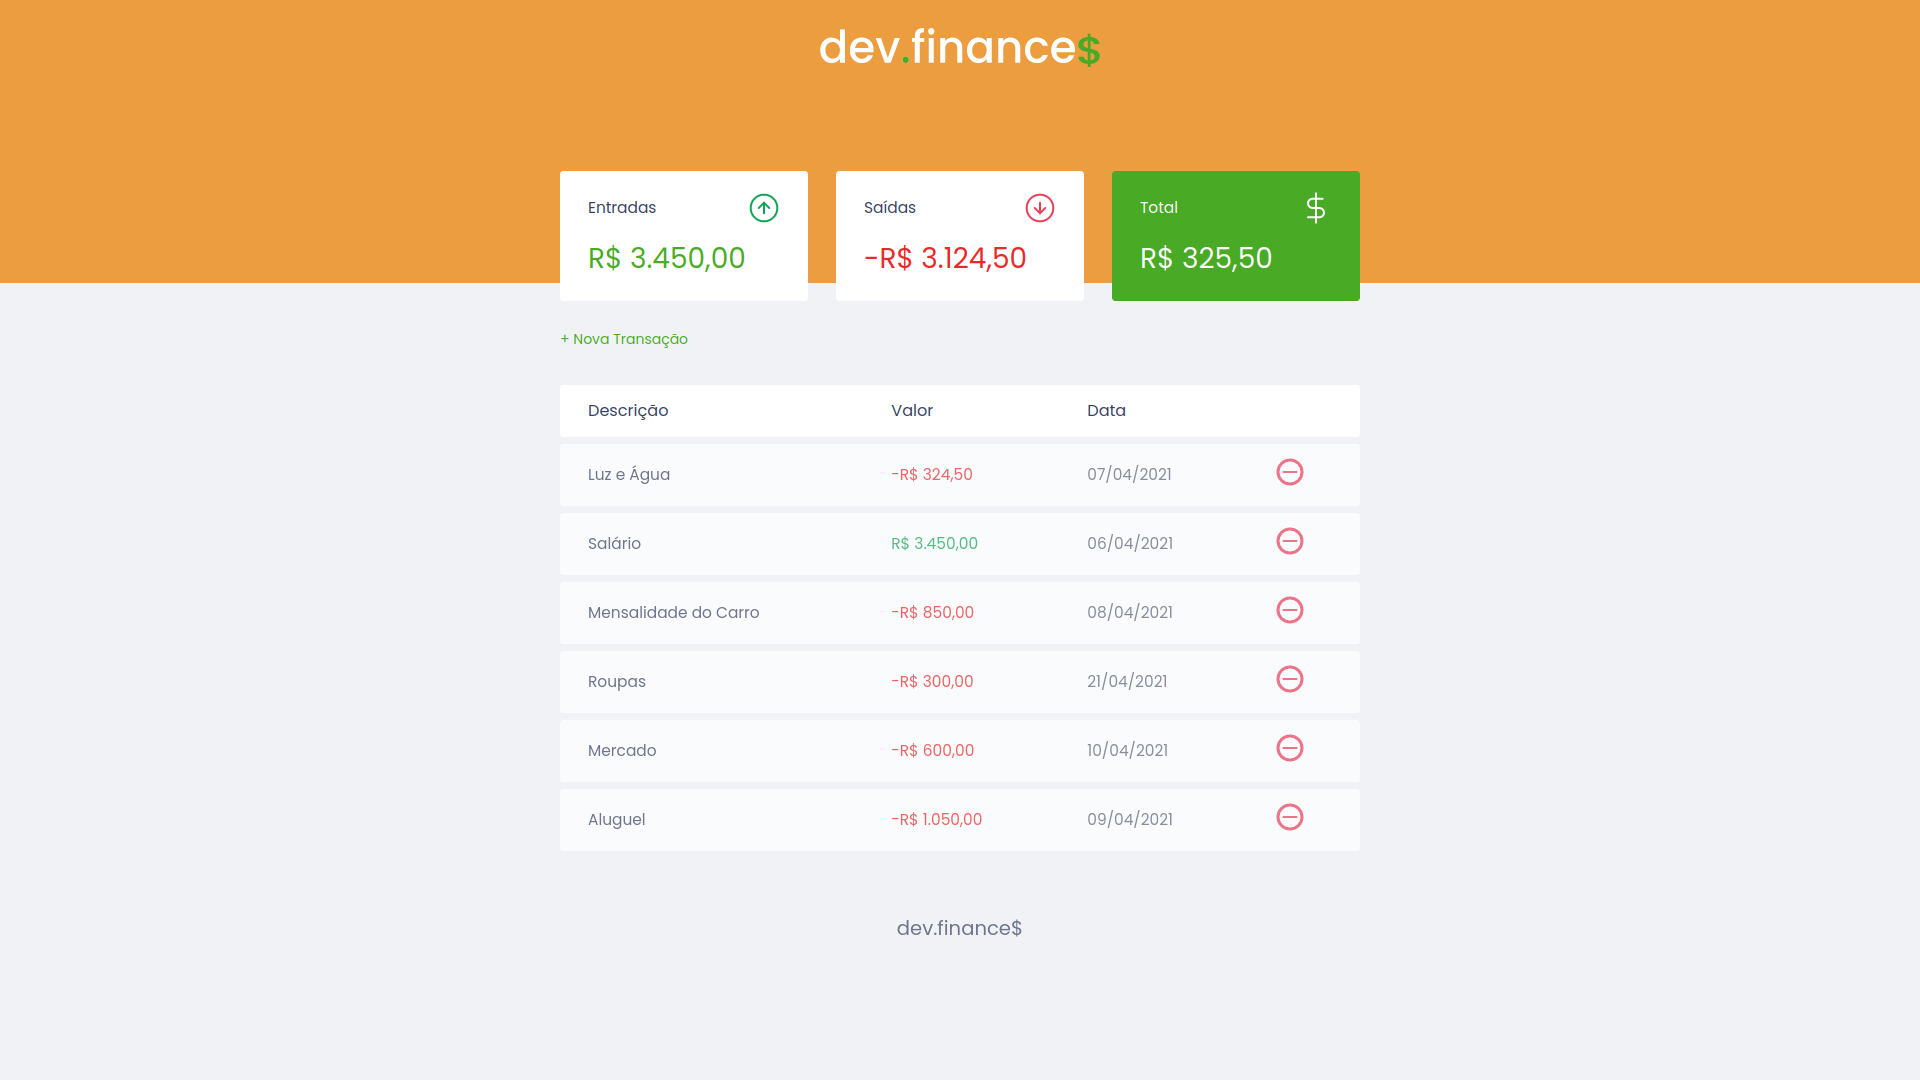 dev.finance$
Entradas
R$ 3.450,00
Saídas
-R$ 3.124,50
Total
R$ 325,50
+ Nova Transação
Descrição Valor Data
Luz e Água -R$ 324,50 07/04/2021
Salário R$ 3.450,00 06/04/2021
Mensalidade do Carro -R$ 850,00 08/04/2021
Roupas -R$ 300,00 21/04/2021
Mercado -R$ 600,00 10/04/2021
Aluguel -R$ 1.050,00 09/04/2021
dev.finance$